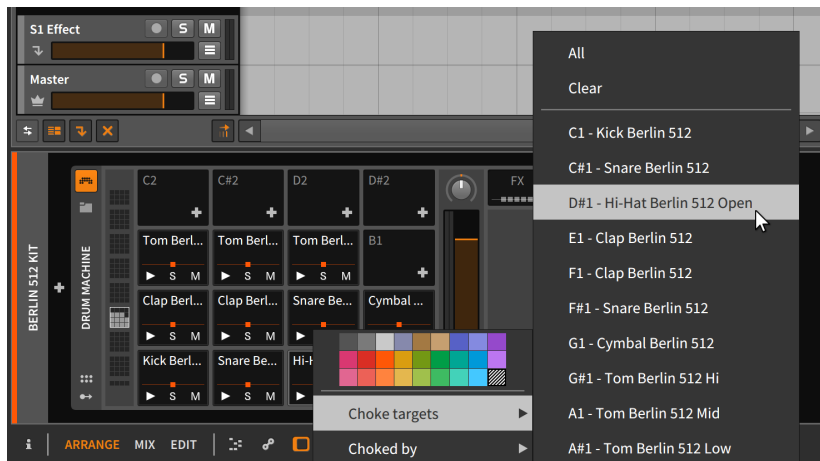 S1 Effect
S M
Master
S M
All
Clear
C1 - Kick Berlin 512
C#1 - Snare Berlin 512
D#1 - Hi-Hat Berlin 512 Open
E1 - Clap Berlin 512
F1 - Clap Berlin 512
F#1 - Snare Berlin 512
G1 - Cymbal Berlin 512
G#1 - Tom Berlin 512 Hi
A1 - Tom Berlin 512 Mid
A#1 - Tom Berlin 512 Low
BERLIN 512 KIT
DRUM MACHINE
C2 C#2 D2 D#2
FX
Tom Berl... Tom Berl... Tom Berl... B1
S M S M S M
Clap Berl... Clap Berl... Snare Be... Cymbal ...
S M S M
Kick Berl... Snare Be... Hi-H
S M S M
Choke targets
Choked by
i ARRANGE MIX EDIT